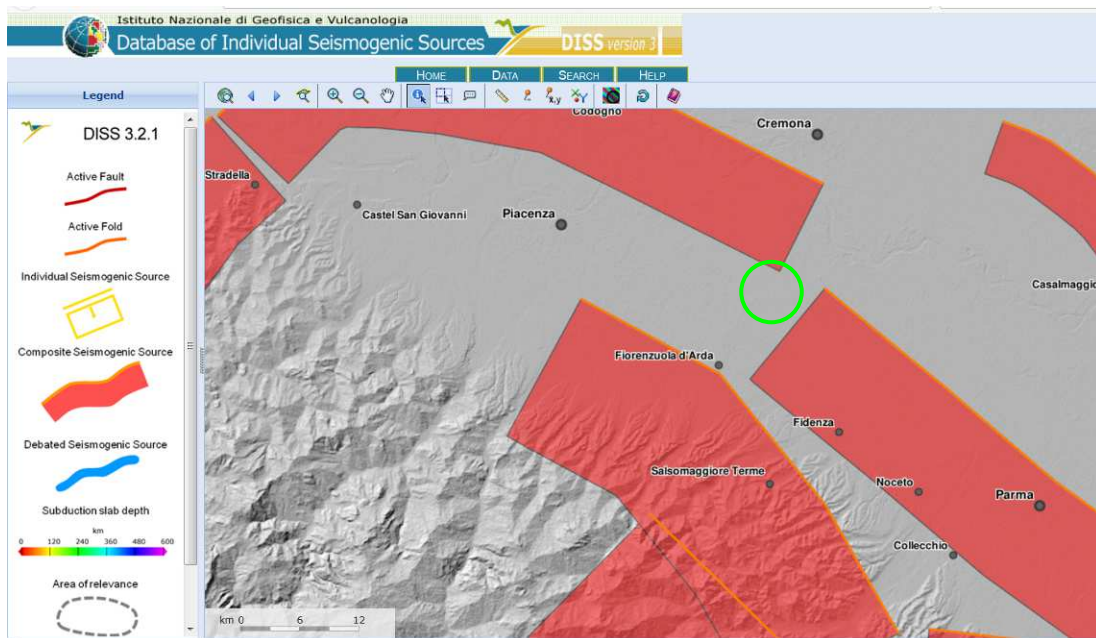 Istituto Nazionale di Geofisica e Vulcanologia
Database of Individual Seismogenic Sources
DISS version 3
HOME DATA SEARCH HELP
Legend
x,y
DISS 3.2.1
Active Fault
Active Fold
Individual Seismogenic Source
Composite Seismogenic Source
Debated Seismogenic Source
Subduction slab depth
km
0 120 240 360 480 600
Area of relevance
Codogno
Cremona
Stradella
Castel San Giovanni
Piacenza
Casalmaggio
Fiorenzuola d'Arda
Fidenza
Salsomaggiore Terme
Noceto
Parma
Collecchio
km 0 6 12